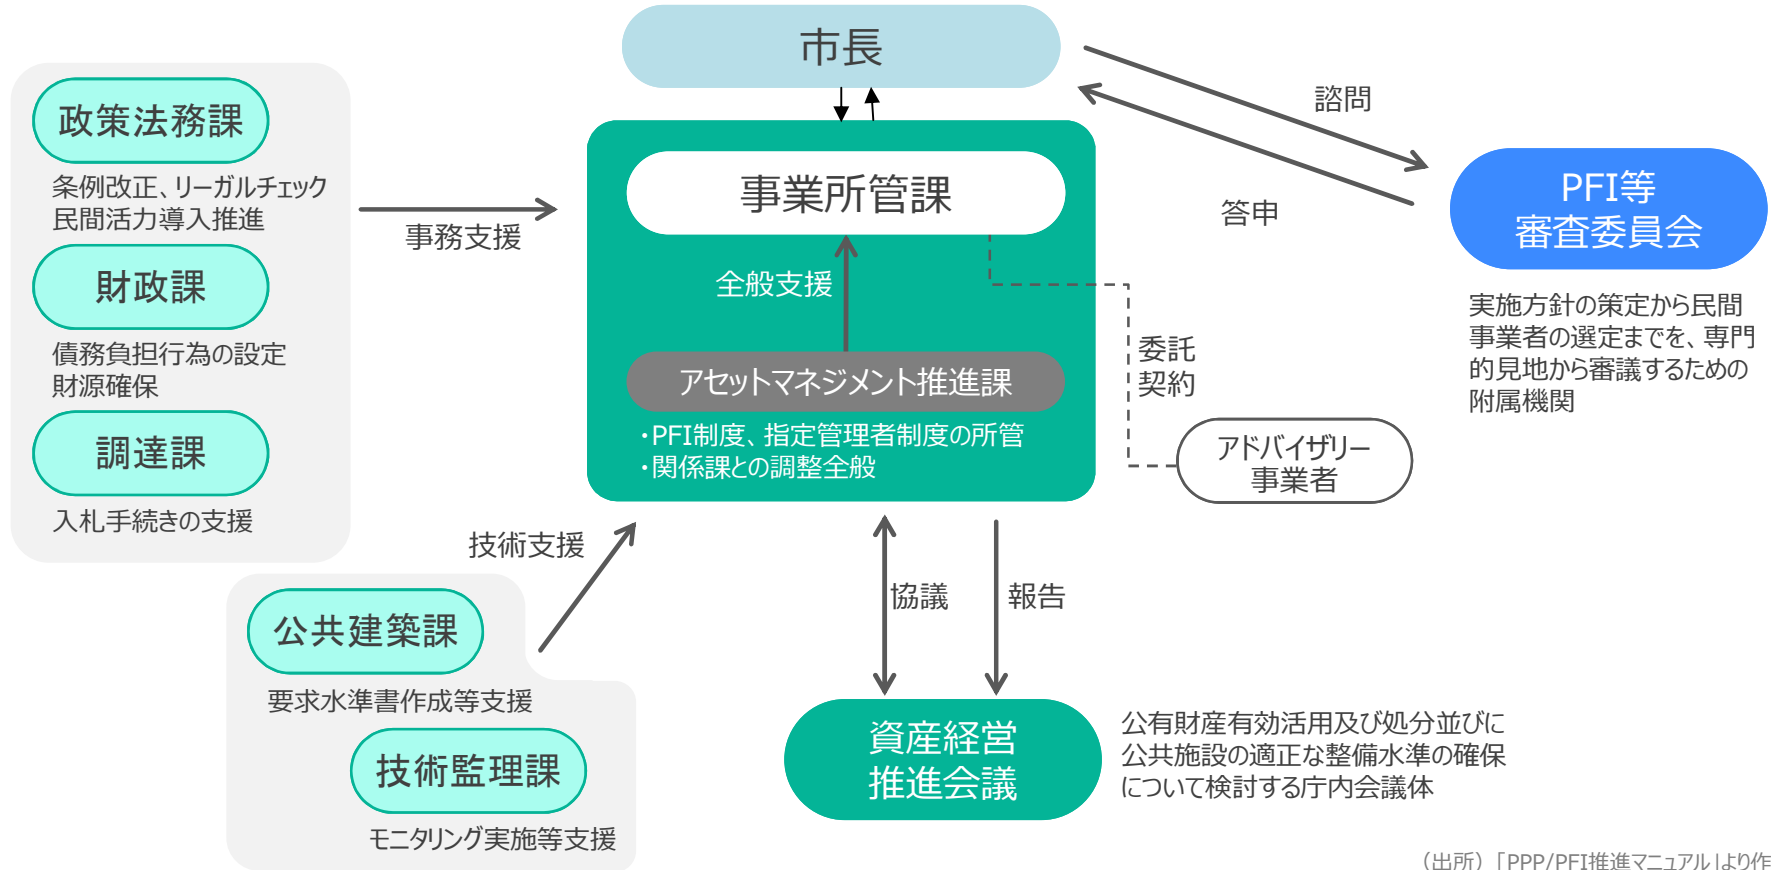 市長
政策法務課
条例改正、リーガルチェック
民間活力導入推進
財政課
債務負担行為の設定
財源確保
調達課
入札手続きの支援
事務支援
事業所管課
全般支援
アセットマネジメント推進課
・PFI制度、指定管理者制度の所管
・関係課との調整全般
諮問
答申
PFI等
審査委員会
実施方針の策定から民間
事業者の選定までを、専門
的見地から審議するための
附属機関
委託
契約
アドバイザリー
事業者
技術支援
公共建築課
要求水準書作成等支援
技術監理課
モニタリング実施等支援
協議
報告
資産経営
推進会議
公有財産有効活用及び処分並びに
公共施設の適正な整備水準の確保
について検討する庁内会議体
（出所）「PPP/PFI推進マニュアル」より作